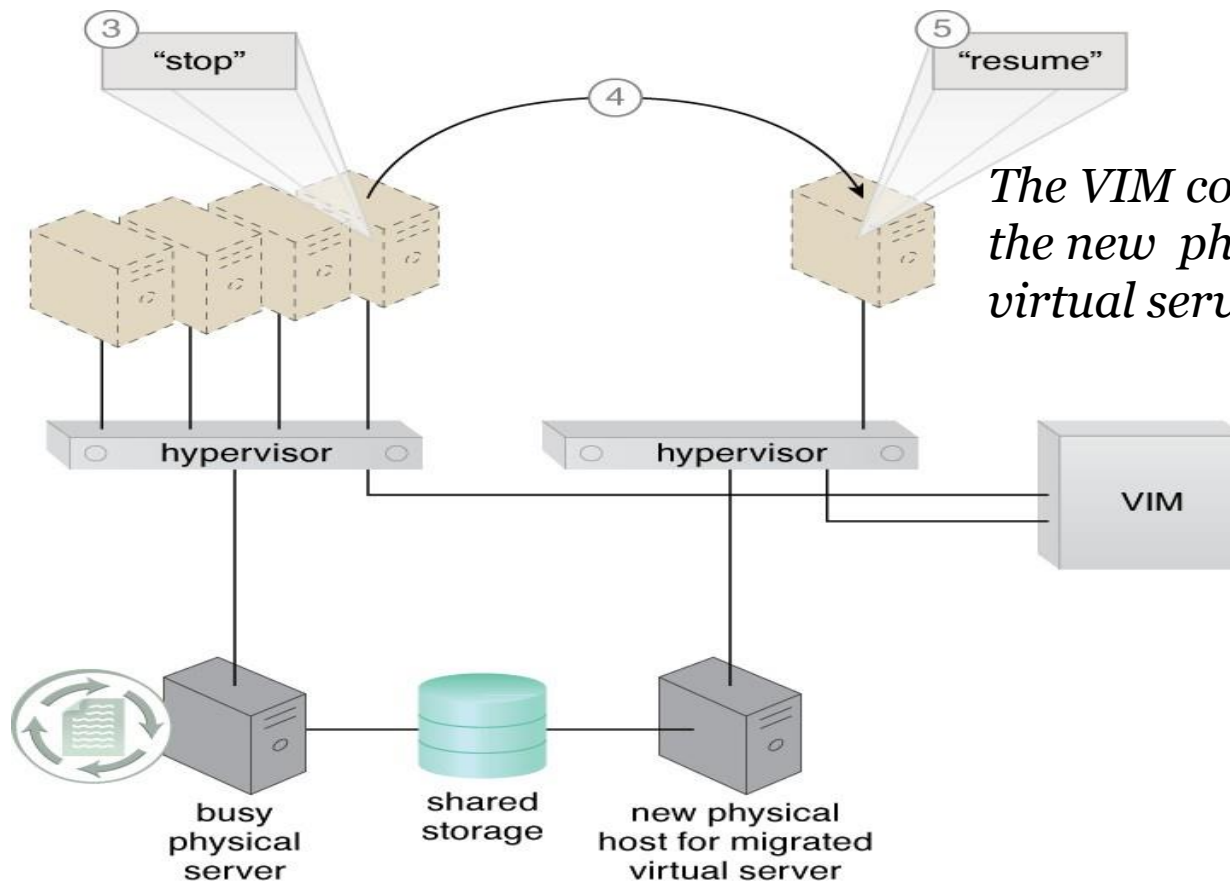 3
"stop"
5
"resume"
4
The VIM co
the new ph
virtual serv
hypervisor
hypervisor
VIM
busy
physical
server
shared
storage
new physical
host for migrated
virtual server